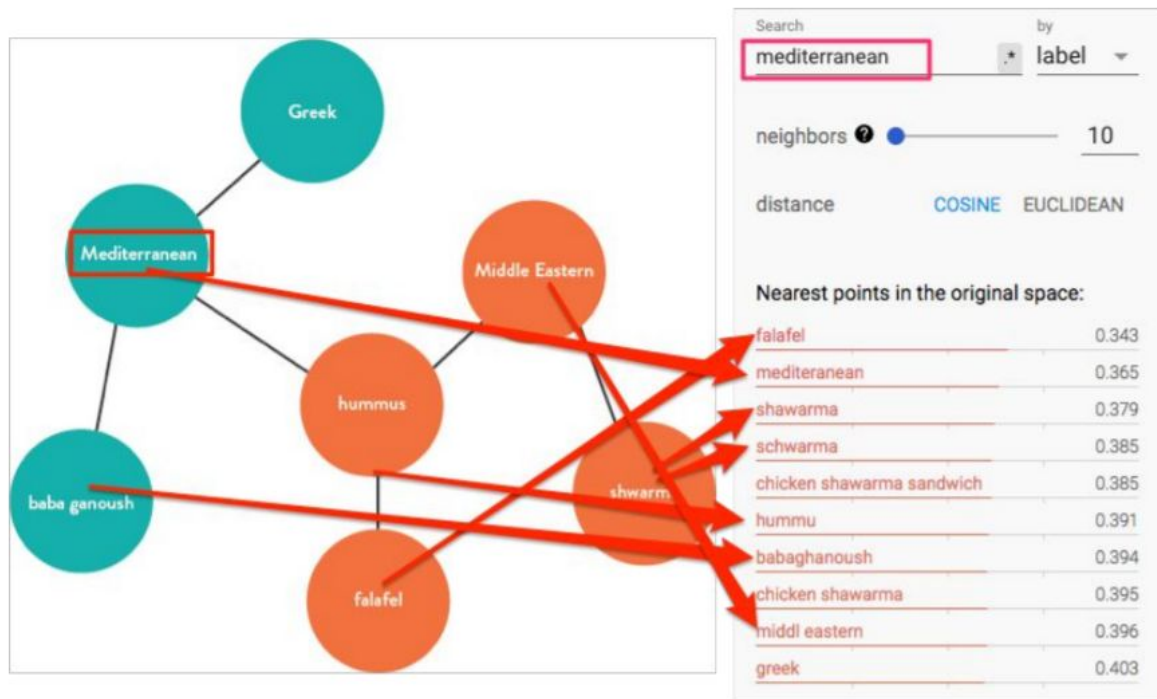 Greek
Mediterranean
Middle Eastern
hummus
baba ganoush
shwarm
falafel
Search
by
mediterranean
.*
label
neighbors
?
10
distance
COSINE
EUCLIDEAN
Nearest points in the original space:
falafel 0.343
mediteranean 0.365
shawarma 0.379
schwarma 0.385
chicken shawarma sandwich 0.385
hummu 0.391
babaghanoush 0.394
chicken shawarma 0.395
middl eastern 0.396
greek 0.403